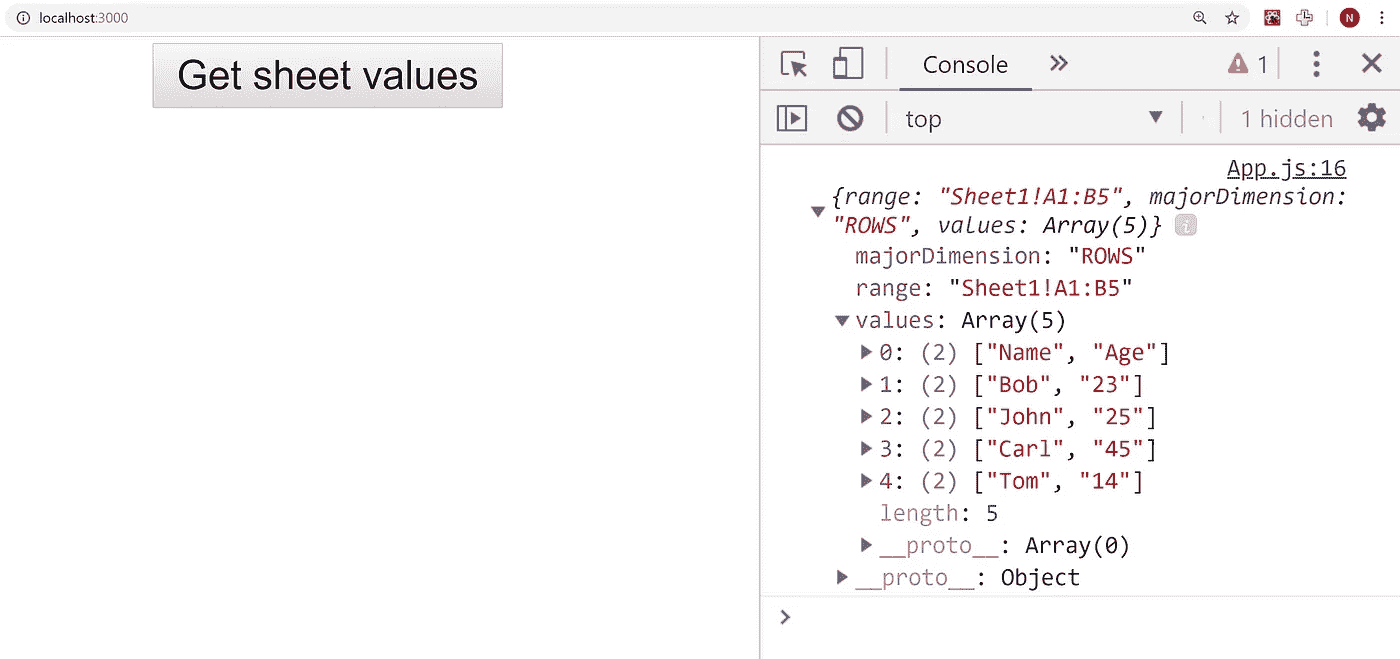 localhost:3000
N
Get sheet values
Console
1
top
1 hidden
App.js:16
{range: "Sheet1!A1:B5", majorDimension:
"ROWS", values: Array(5)} i
majorDimension: "ROWS"
range: "Sheet1!A1:B5"
values: Array(5)
0: (2) ["Name", "Age"]
1: (2) ["Bob", "23"]
2: (2) ["John", "25"]
3: (2) ["Carl", "45"]
4: (2) ["Tom", "14"]
length: 5
__proto__: Array(0)
__proto__: Object